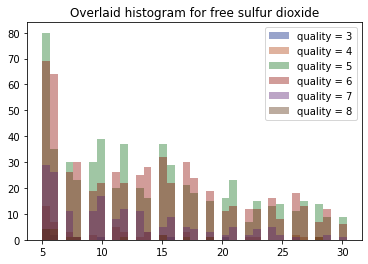 Overlaid histogram for free sulfur dioxide
80
70
60
50
40
30
20
10
0
quality = 3
quality = 4
quality = 5
quality = 6
quality = 7
quality = 8
5
10
15
20
25
30